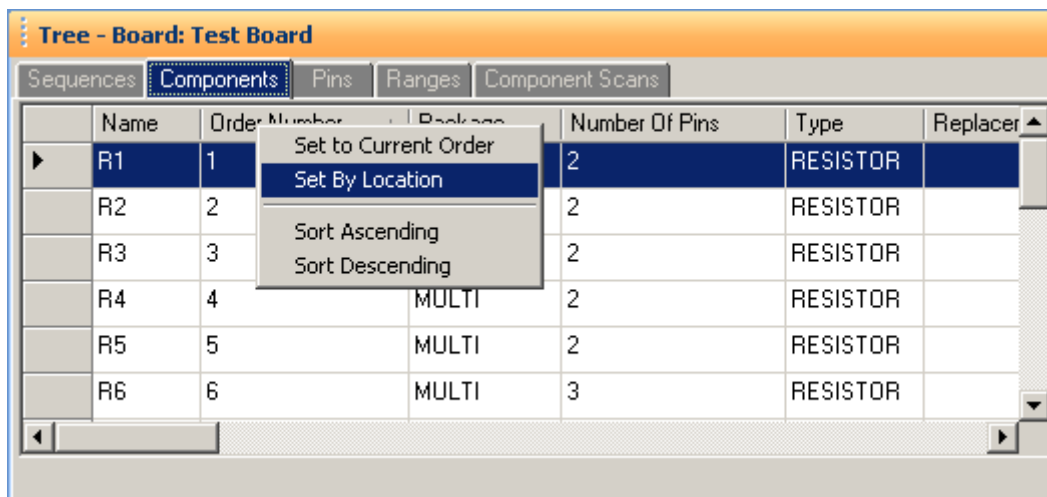 Tree - Board: Test Board
Sequences Components Pins Ranges Component Scans
Name Order Number Package Number Of Pins Type Replacer
Set to Current Order
R1 1 2 RESISTOR
Set By Location
R2 2 2 RESISTOR
Sort Ascending
R3 3 2 RESISTOR
Sort Descending
R4 4 MULTI 2 RESISTOR
R5 5 MULTI 2 RESISTOR
R6 6 MULTI 3 RESISTOR